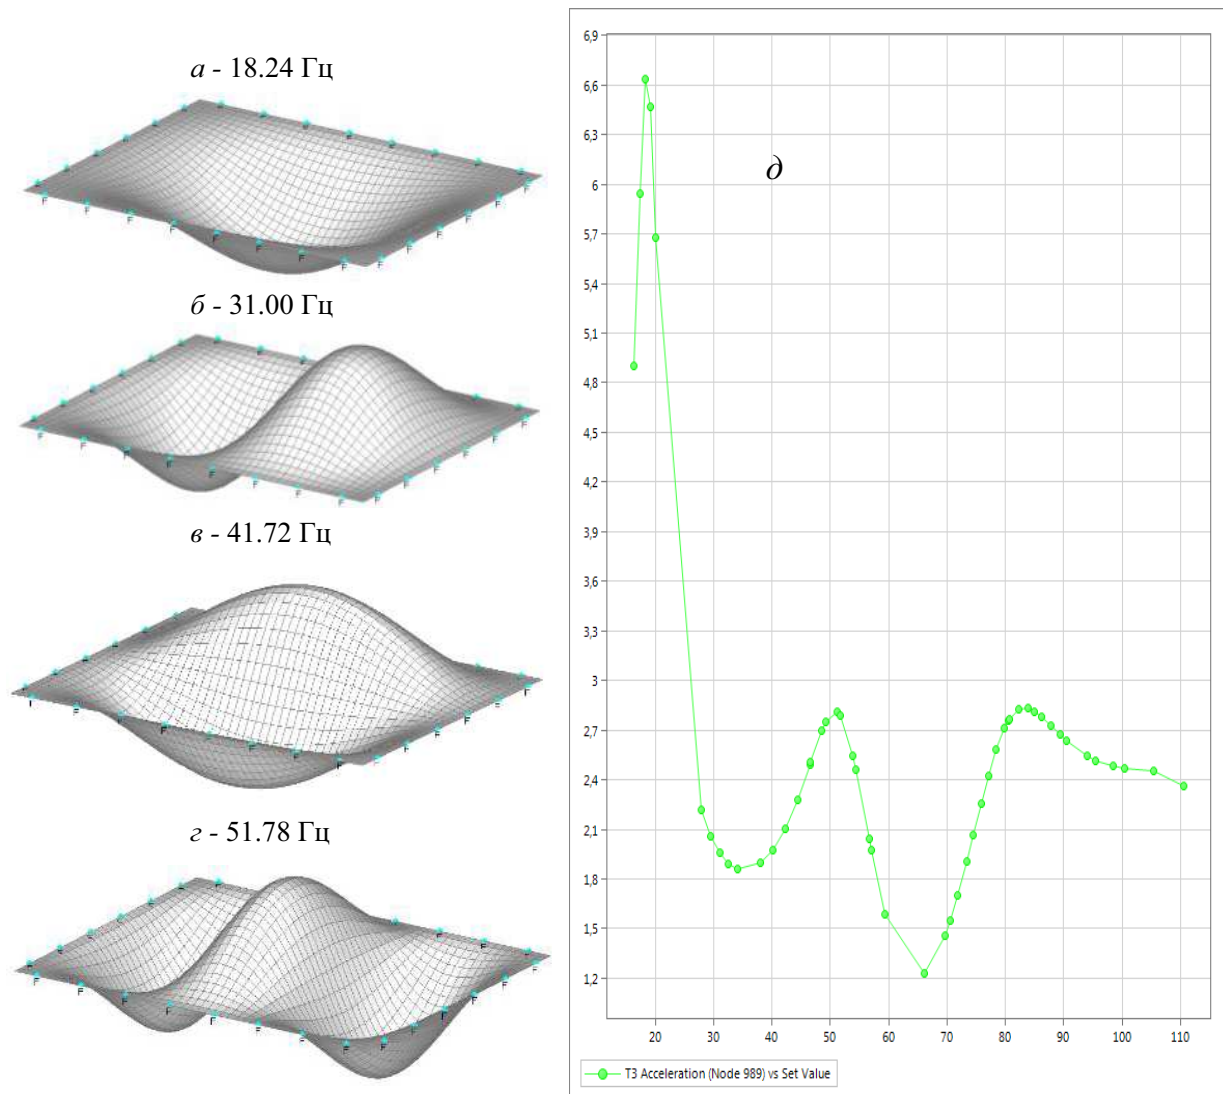 а - 18.24 Гц
б - 31.00 Гц
в - 41.72 Гц
г - 51.78 Гц
д
6,9
6,6
6,3
6
5,7
5,4
5,1
4,8
4,5
4,2
3,9
3,6
3,3
3
2,7
2,4
2,1
1,8
1,5
1,2
20 30 40 50 60 70 80 90 100 110
T3 Acceleration (Node 989) vs Set Value